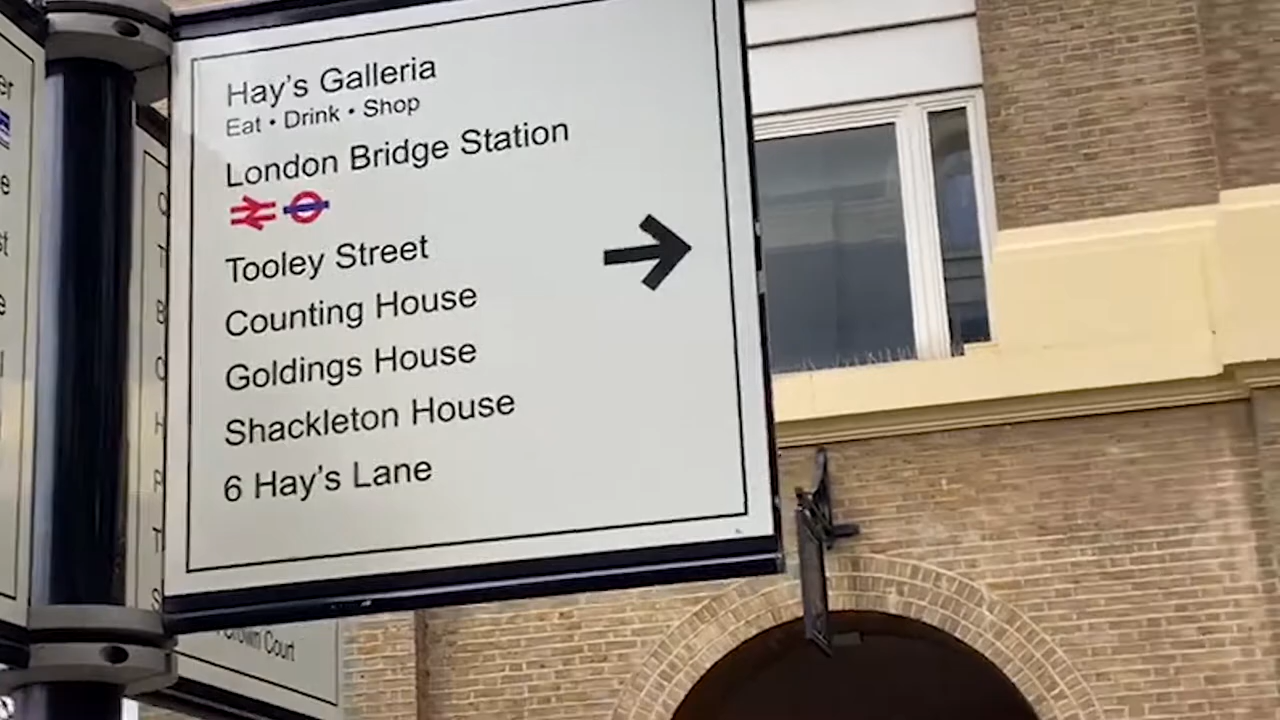 Hay's Galleria
Eat • Drink • Shop
London Bridge Station
Tooley Street
Counting House
Goldings House
Shackleton House
6 Hay's Lane
Crown Court